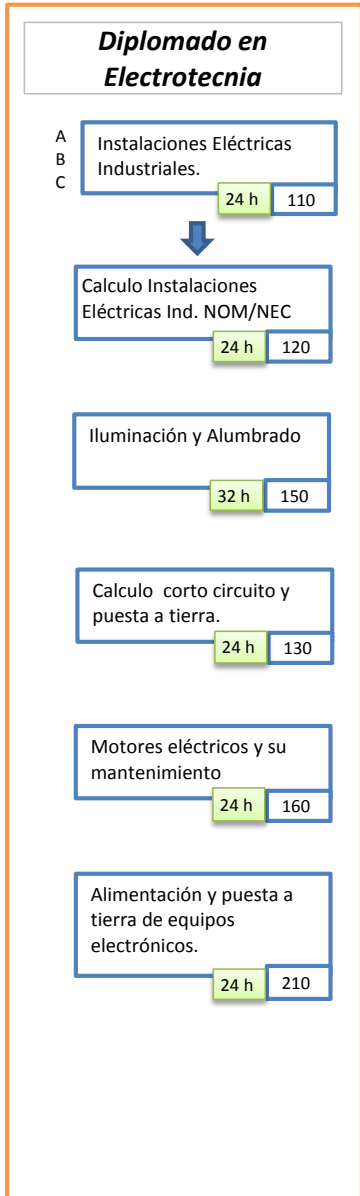 Diplomado en
Electrotecnia
A
B
C
Instalaciones Eléctricas
Industriales.
24 h 110
Calculo Instalaciones
Eléctricas Ind. NOM/NEC
24 h 120
Iluminación y Alumbrado
32 h 150
Calculo corto circuito y
puesta a tierra.
24 h 130
Motores eléctricos y su
mantenimiento
24 h 160
Alimentación y puesta a
tierra de equipos
electrónicos.
24 h 210